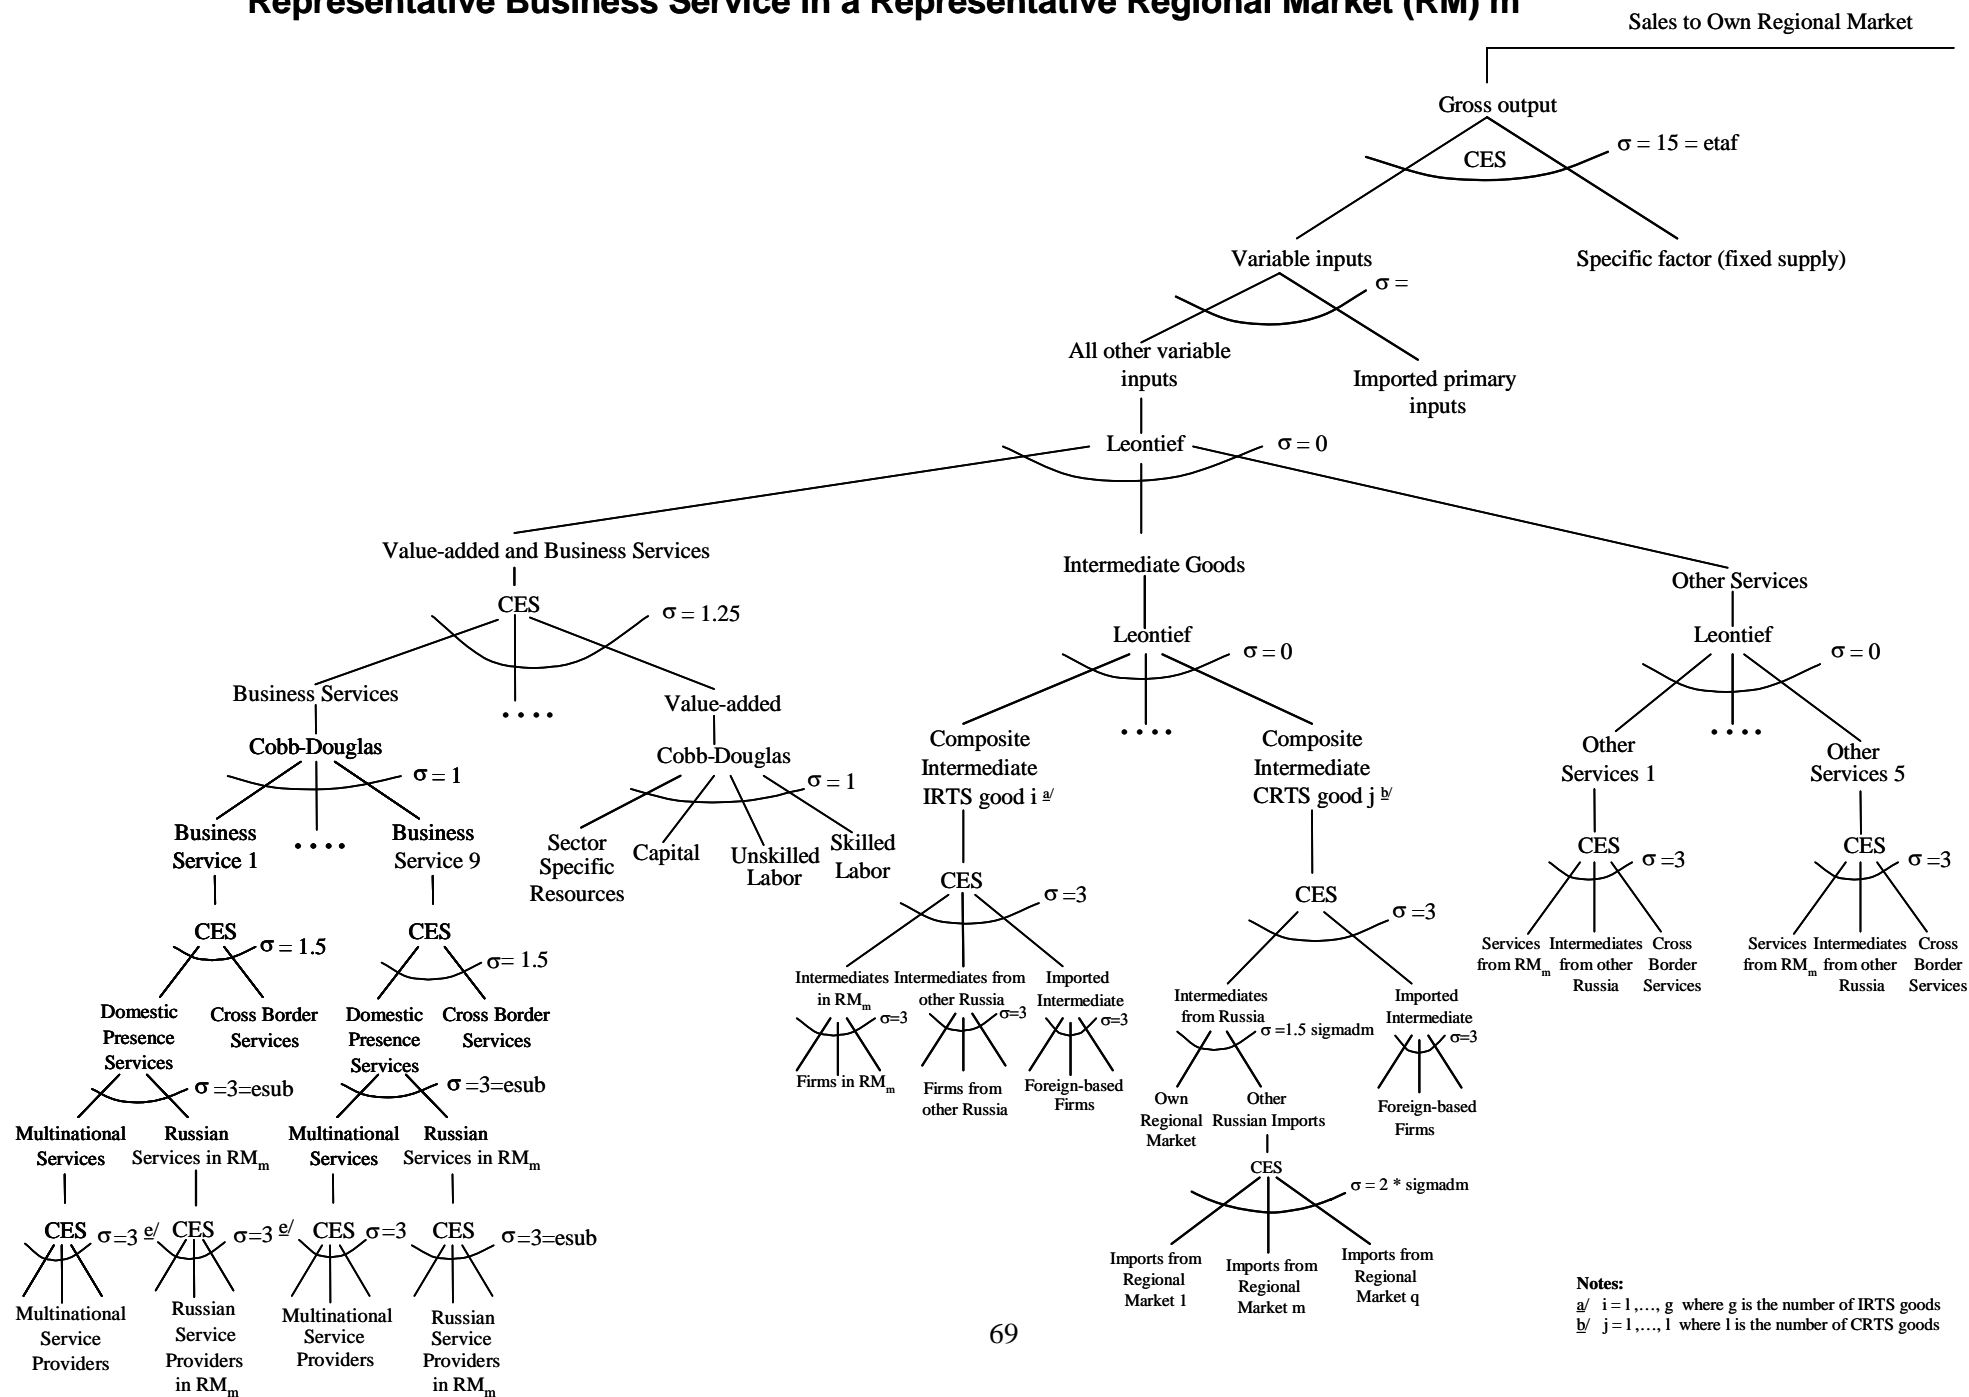 Representative Business Service in a Representative Regional Market (RM) m
Sales to Own Regional Market
Gross output
CES
σ = 15 = etaf
Variable inputs
Specific factor (fixed supply)
σ =
All other variable
inputs
Imported primary
inputs
Leontief
σ = 0
Value-added and Business Services
CES
σ = 1.25
Business Services
. . . .
Value-added
Cobb-Douglas
σ = 1
Business
Service 1
. . . .
Business
Service 9
Cobb-Douglas
σ = 1
Sector
Specific
Resources
Capital
Unskilled
Labor
Skilled
Labor
CES
σ = 1.5
CES
σ= 1.5
Domestic
Presence
Services
Cross Border
Services
Domestic
Presence
Services
Cross Border
Services
σ =3=esub
σ =3=esub
Multinational
Services
Russian
Services in RMm
Multinational
Services
Russian
Services in RMm
CES
σ=3 e/
CES
σ=3 e/
CES
σ=3
CES
σ=3=esub
Multinational
Service
Providers
Russian
Service
Providers
in RMm
Multinational
Service
Providers
Russian
Service
Providers
in RMm
Intermediate Goods
Leontief
σ = 0
Composite
Intermediate
IRTS good i a/
. . . .
Composite
Intermediate
CRTS good j b/
CES
σ =3
Intermediates
in RMm
σ=3
Firms in RMm
Intermediates from
other Russia
σ=3
Firms from
other Russia
Imported
Intermediate
σ=3
Foreign-based
Firms
CES
σ =3
Intermediates
from Russia
σ =1.5 sigmadm
Imported
Intermediate
σ=3
Foreign-based
Firms
Own
Regional
Market
Other
Russian Imports
CES
σ = 2 * sigmadm
Imports from
Regional
Market 1
Imports from
Regional
Market m
Imports from
Regional
Market q
Other Services
Leontief
σ = 0
Other
Services 1
. . . .
Other
Services 5
CES
σ =3
CES
σ =3
Services
from RMm
Intermediates
from other
Russia
Cross
Border
Services
Services
from RMm
Intermediates
from other
Russia
Cross
Border
Services
Notes:
a/ i = 1,…, g where g is the number of IRTS goods
b/ j = 1,…, l where l is the number of CRTS goods
69